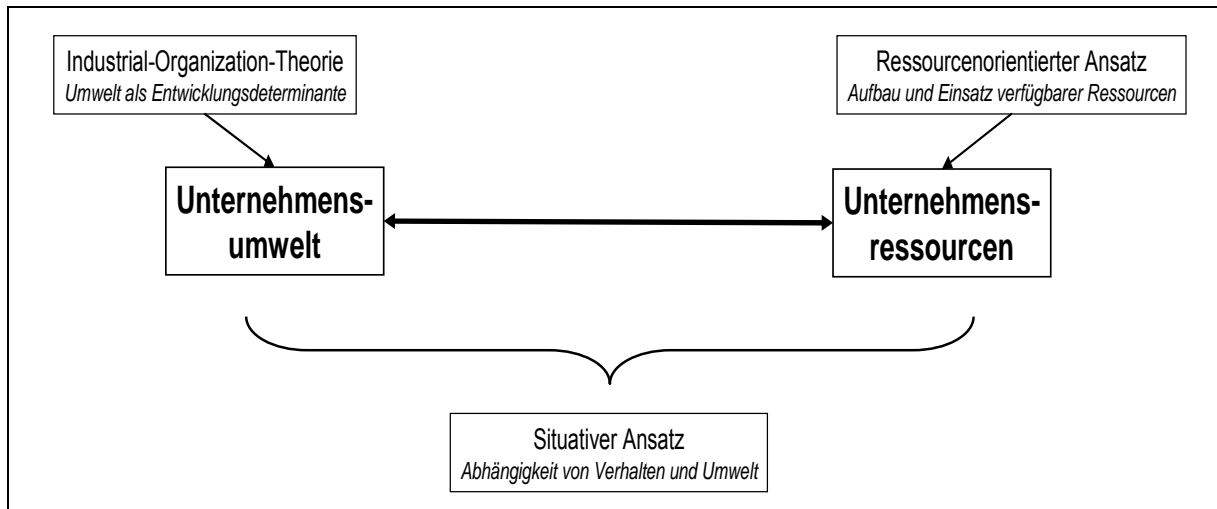 Industrial-Organization-Theorie
Umwelt als Entwicklungsdeterminante
Ressourcenorientierter Ansatz
Aufbau und Einsatz verfügbarer Ressourcen
Unternehmens-
umwelt
Unternehmens-
ressourcen
Situativer Ansatz
Abhängigkeit von Verhalten und Umwelt